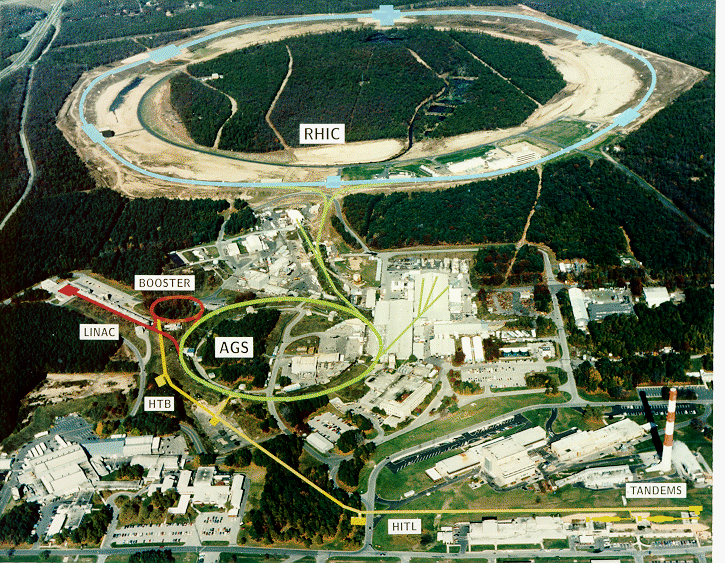 RHIC
BOOSTER
LINAC
AGS
HTB
TANDEMS
HITL